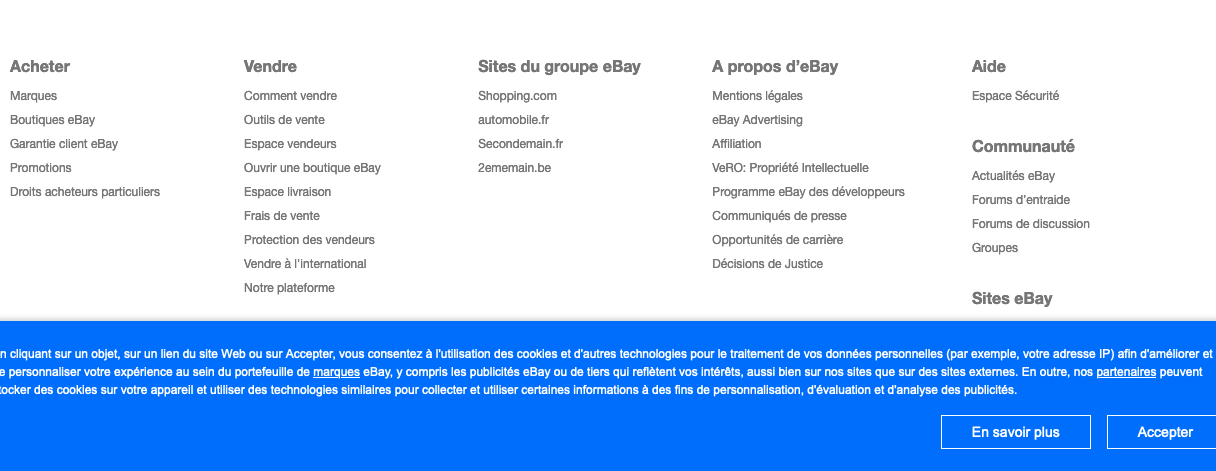 Acheter
Marques
Boutiques eBay
Garantie client eBay
Promotions
Droits acheteurs particuliers
Vendre
Comment vendre
Outils de vente
Espace vendeurs
Ouvrir une boutique eBay
Espace livraison
Frais de vente
Protection des vendeurs
Vendre à l'international
Notre plateforme
Sites du groupe eBay
Shopping.com
automobile.fr
Secondemain.fr
2ememain.be
A propos d'eBay
Mentions légales
eBay Advertising
Affiliation
VeRO: Propriété Intellectuelle
Programme eBay des développeurs
Communiqués de presse
Opportunités de carrière
Décisions de Justice
Aide
Espace Sécurité
Communauté
Actualités eBay
Forums d'entraide
Forums de discussion
Groupes
Sites eBay
n cliquant sur un objet, sur un lien du site Web ou sur Accepter, vous consentez à l'utilisation des cookies et d'autres technologies pour le traitement de vos données personnelles (par exemple, votre adresse IP) afin d'améliorer et
e personnaliser votre expérience au sein du portefeuille de marques eBay, y compris les publicités eBay ou de tiers qui reflètent vos intérêts, aussi bien sur nos sites que sur des sites externes. En outre, nos partenaires peuvent
tocker des cookies sur votre appareil et utiliser des technologies similaires pour collecter et utiliser certaines informations à des fins de personnalisation, d'évaluation et d'analyse des publicités.
En savoir plus
Accepter